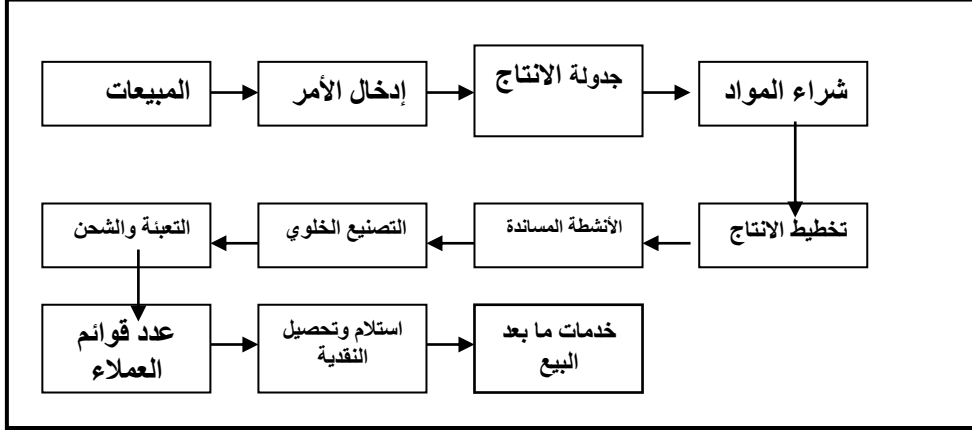 المبيعات
إدخال الأمر
جدولة الانتاج
شراء المواد
تخطيط الانتاج
الأنشطة المساندة
التصنيع الخلوي
التعبئة والشحن
عدد قوائم
العملاء
استلام وتحصيل
النقدية
خدمات ما بعد
البيع